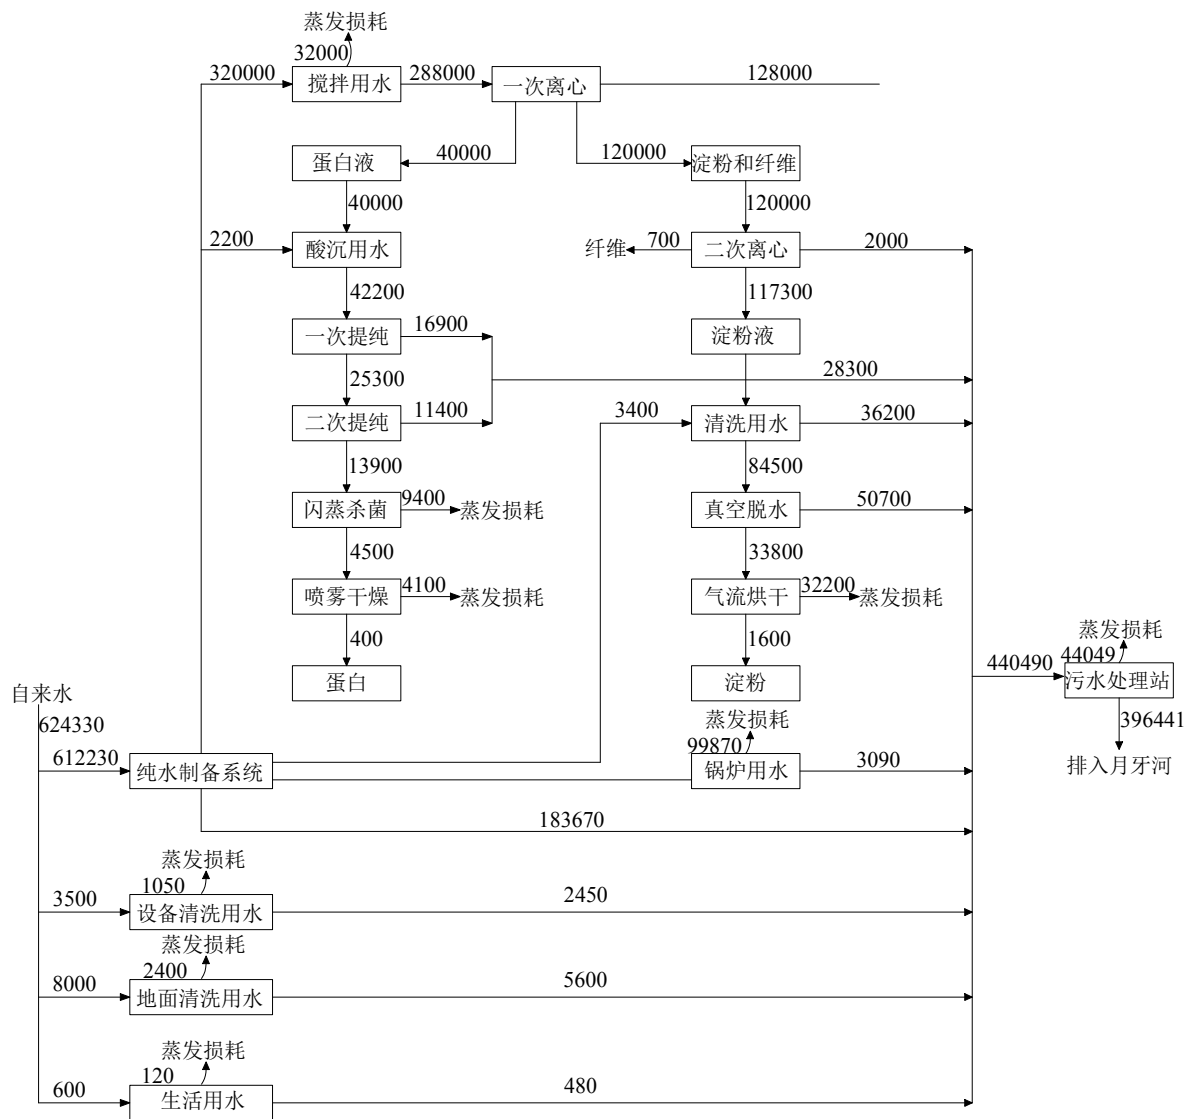 蒸发损耗
32000
320000
搅拌用水
288000
一次离心
128000
蛋白液
40000
120000
淀粉和纤维
40000
120000
2200
酸沉用水
纤维
700
二次离心
2000
42200
117300
一次提纯
16900
淀粉液
25300
28300
二次提纯
11400
3400
清洗用水
36200
13900
84500
闪蒸杀菌
9400
蒸发损耗
真空脱水
50700
4500
33800
喷雾干燥
4100
蒸发损耗
气流烘干
32200
蒸发损耗
400
1600
蒸发损耗
44049
440490
污水处理站
蛋白
淀粉
自来水
624330
蒸发损耗
396441
612230
纯水制备系统
99870
锅炉用水
3090
排入月牙河
183670
蒸发损耗
1050
3500
设备清洗用水
2450
蒸发损耗
2400
8000
地面清洗用水
5600
蒸发损耗
120
600
生活用水
480